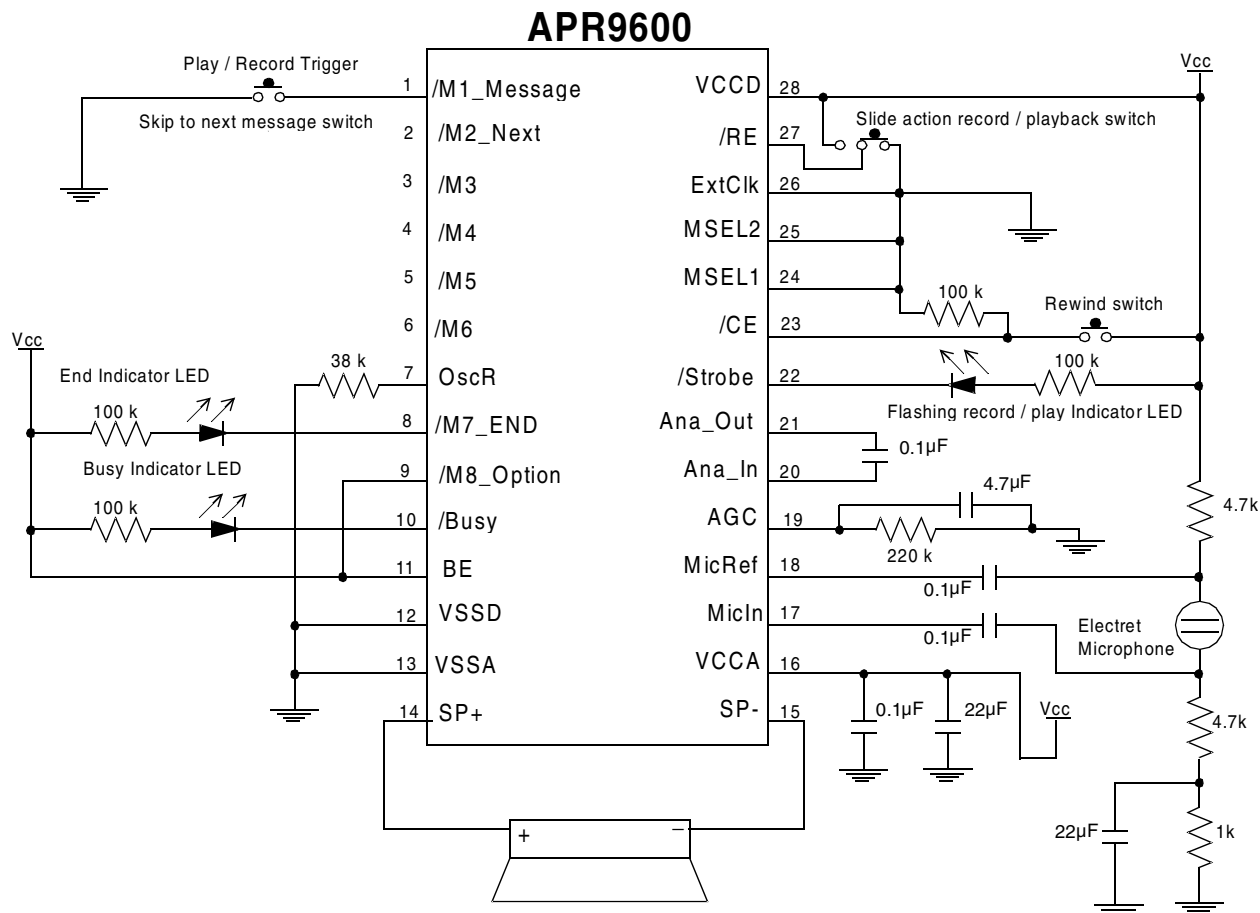 APR9600
Play / Record Trigger
Skip to next message switch
1
/M1_Message
2
/M2_Next
3
/M3
4
/M4
5
/M5
6
/M6
38 k
7
OscR
Vcc
End Indicator LED
100 k
8
/M7_END
Busy Indicator LED
9
/M8_Option
100 k
10
/Busy
11
BE
12
VSSD
13
VSSA
14
SP+
VCCD
28
Vcc
Slide action record / playback switch
/RE
27
ExtClk
26
MSEL2
25
MSEL1
24
100 k
Rewind switch
/CE
23
/Strobe
22
100 k
Flashing record / play Indicator LED
Ana_Out
21
0.1µF
Ana_In
20
4.7µF
AGC
19
220 k
4.7k
MicRef
18
0.1µF
MicIn
17
0.1µF
Electret
Microphone
VCCA
16
0.1µF
22µF
Vcc
SP-
15
4.7k
22µF
1k
+
–